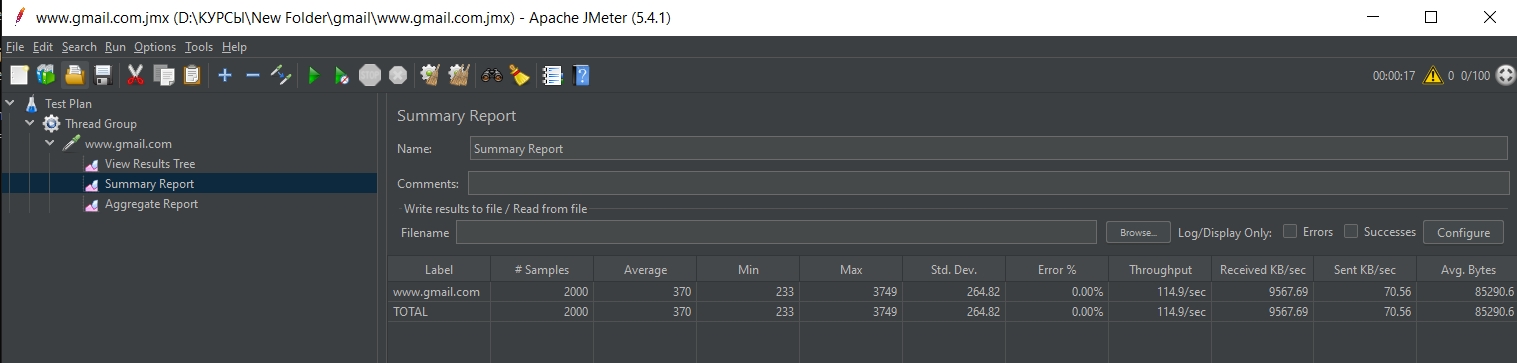 www.gmail.com.jmx (D:\КУРСЫ\New Folder\gmail\www.gmail.com.jmx) - Apache JMeter (5.4.1)
File Edit Search Run Options Tools Help
STOP 00:00:17 0 0/100
Test Plan
Thread Group
www.gmail.com
View Results Tree
Summary Report
Aggregate Report
Summary Report
Name: Summary Report
Comments:
Write results to file / Read from file
Filename Browse... Log/Display Only: Errors Successes Configure
Label # Samples Average Min Max Std. Dev. Error % Throughput Received KB/sec Sent KB/sec Avg. Bytes
www.gmail.com 2000 370 233 3749 264.82 0.00% 114.9/sec 9567.69 70.56 85290.6
TOTAL 2000 370 233 3749 264.82 0.00% 114.9/sec 9567.69 70.56 85290.6